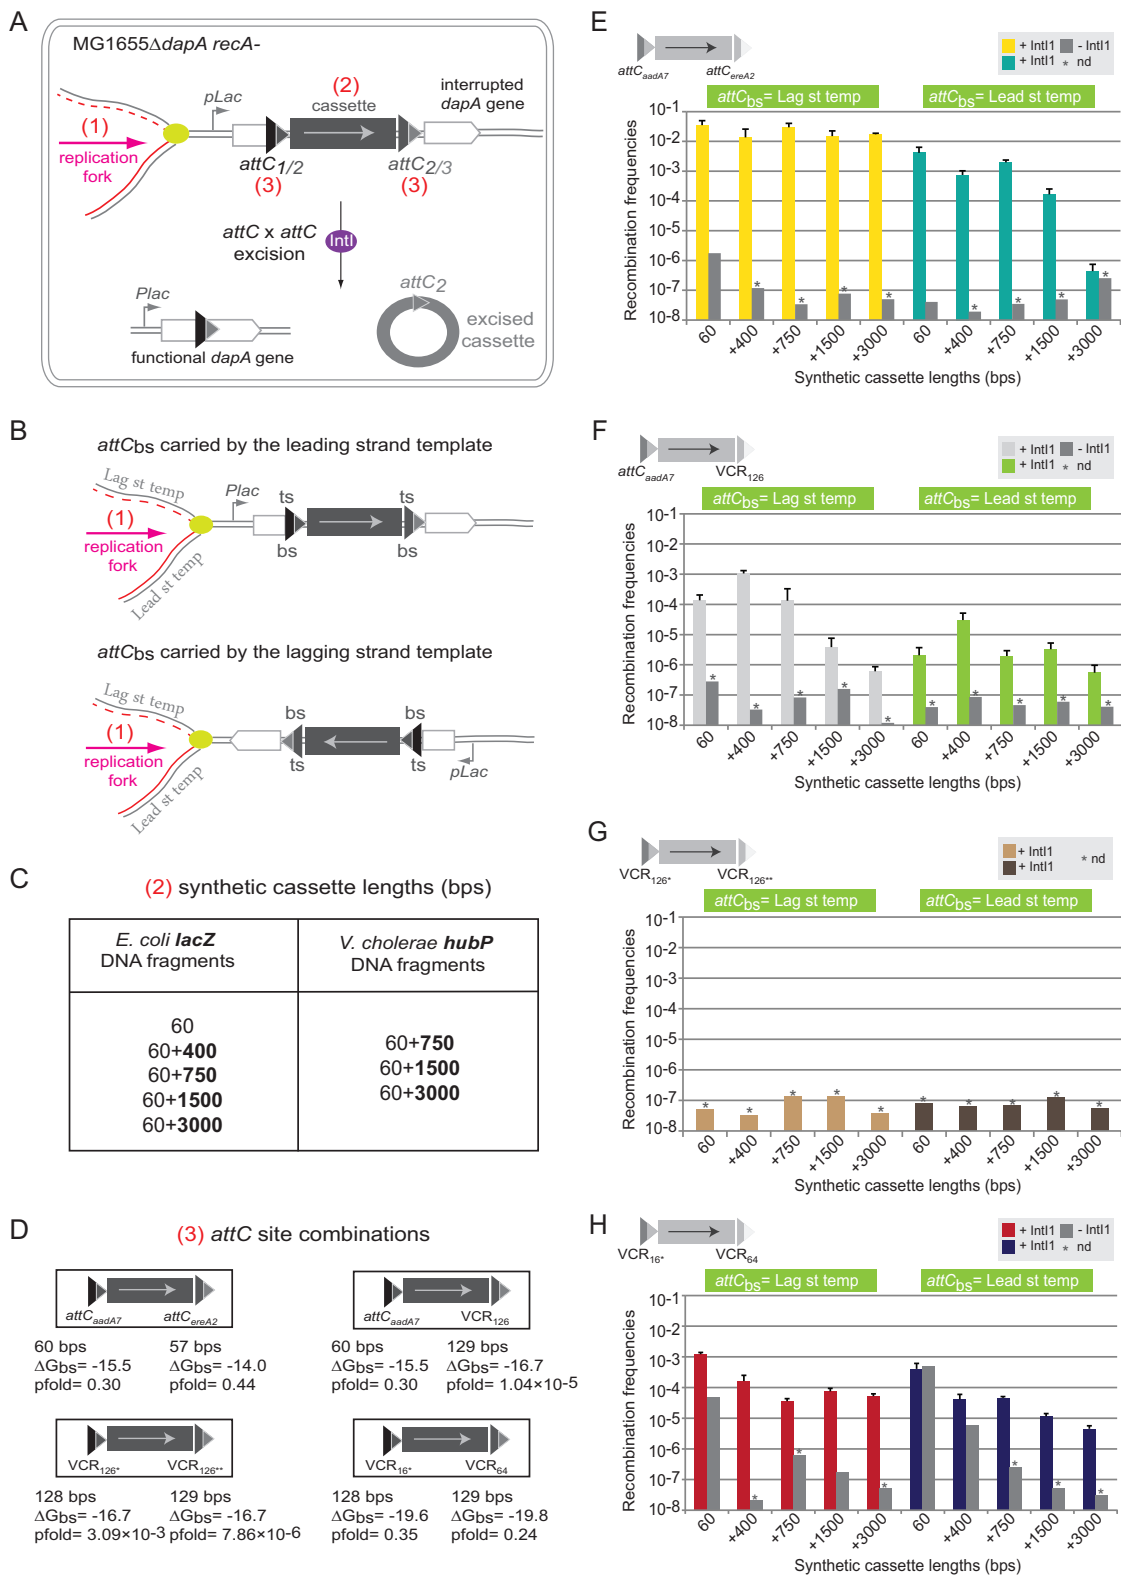 A
MG1655ΔdapA recA-
(1)
replication
fork
pLac
(2)
cassette
interrupted
dapA gene
attC1/2
(3)
attC2/3
(3)
attC x attC
excision
IntI
Plac
functional dapA gene
attC2
excised
cassette
B
attCbs carried by the leading strand template
Lag st temp
(1)
replication
fork
Lead st temp
Plac
ts
bs
ts
bs
attCbs carried by the lagging strand template
Lag st temp
(1)
replication
fork
Lead st temp
bs
ts
bs
ts
pLac
C
(2) synthetic cassette lengths (bps)
E. coli lacZ
DNA fragments
V. cholerae hubP
DNA fragments
60
60+400
60+750
60+1500
60+3000
60+750
60+1500
60+3000
D
(3) attC site combinations
attCaadA7
attCereA2
60 bps
ΔGbs= -15.5
pfold= 0.30
57 bps
ΔGbs= -14.0
pfold= 0.44
attCaadA7
VCR126
60 bps
ΔGbs= -15.5
pfold= 0.30
129 bps
ΔGbs= -16.7
pfold= 1.04×10-5
VCR126*
VCR126**
128 bps
ΔGbs= -16.7
pfold= 3.09×10-3
129 bps
ΔGbs= -16.7
pfold= 7.86×10-6
VCR16*
VCR64
128 bps
ΔGbs= -19.6
pfold= 0.35
129 bps
ΔGbs= -19.8
pfold= 0.24
E
attCaadA7
attCereA2
+ IntI1 - IntI1
+ IntI1 * nd
attCbs= Lag st temp
attCbs= Lead st temp
Recombination frequencies
10-1
10-2
10-3
10-4
10-5
10-6
10-7
10-8
* * * * * * * * *
60 +400 +750 +1500 +3000 60 +400 +750 +1500 +3000
Synthetic cassette lengths (bps)
F
attCaadA7
VCR126
+ IntI1 - IntI1
+ IntI1 * nd
attCbs= Lag st temp
attCbs= Lead st temp
Recombination frequencies
10-1
10-2
10-3
10-4
10-5
10-6
10-7
10-8
* * * * * * * * * *
60 +400 +750 +1500 +3000 60 +400 +750 +1500 +3000
Synthetic cassette lengths (bps)
G
VCR126*
VCR126**
+ IntI1
+ IntI1
* nd
attCbs= Lag st temp
attCbs= Lead st temp
Recombination frequencies
10-1
10-2
10-3
10-4
10-5
10-6
10-7
10-8
* * * * * * * * * *
60 +400 +750 +1500 +3000 60 +400 +750 +1500 +3000
Synthetic cassette lengths (bps)
H
VCR16*
VCR64
+ IntI1 - IntI1
+ IntI1 * nd
attCbs= Lag st temp
attCbs= Lead st temp
Recombination frequencies
10-1
10-2
10-3
10-4
10-5
10-6
10-7
10-8
* * * * * *
60 +400 +750 +1500 +3000 60 +400 +750 +1500 +3000
Synthetic cassette lengths (bps)